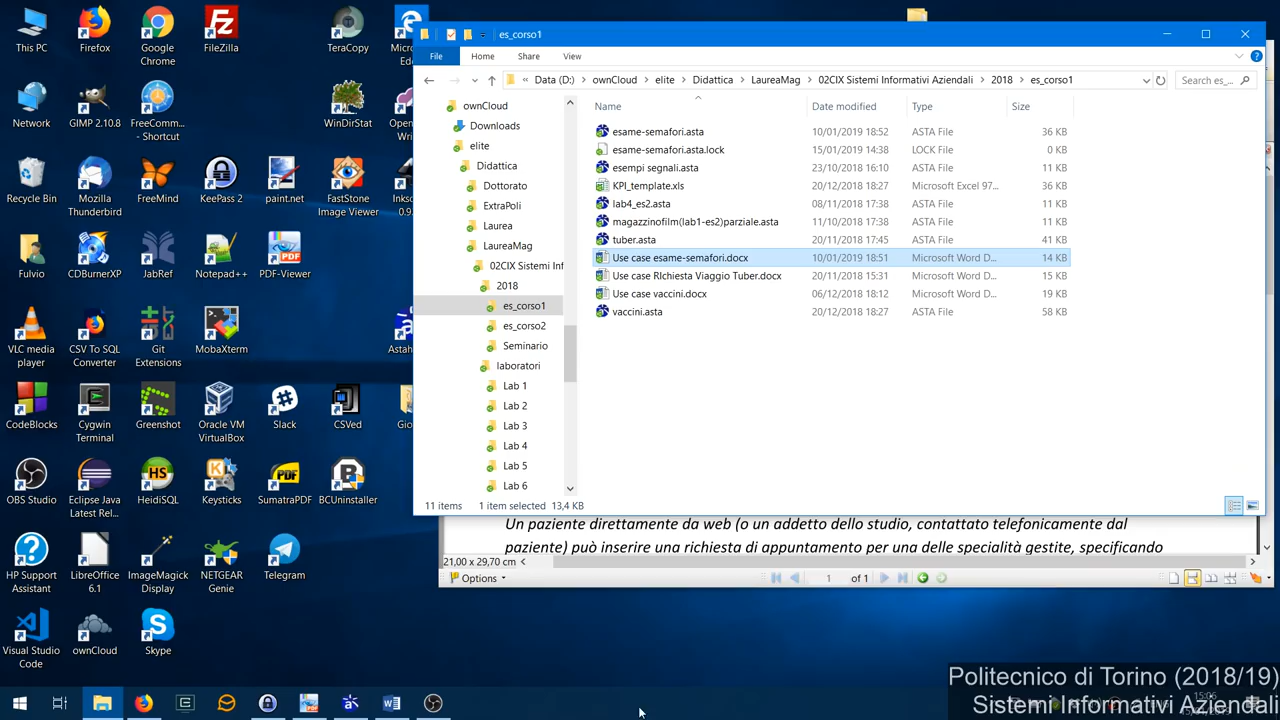 This PC
Firefox
Google Chrome
FileZilla
TeraCopy
Network
GIMP 2.10.8
FreeComm... - Shortcut
WinDirStat
Recycle Bin
Mozilla Thunderbird
FreeMind
KeePass 2
paint.net
FastStone Image Viewer
Fulvio
CDBurnerXP
JabRef
Notepad++
PDF-Viewer
VLC media player
CSV To SQL Converter
Git Extensions
MobaXterm
CodeBlocks
Cygwin Terminal
Greenshot
Oracle VM VirtualBox
Slack
CSVed
OBS Studio
Eclipse Java Latest Rel...
HeidiSQL
Keysticks
SumatraPDF
BCUninstaller
HP Support Assistant
LibreOffice 6.1
ImageMagick Display
NETGEAR Genie
Telegram
Visual Studio Code
ownCloud
Skype
es_corso1
File Home Share View
« Data (D:) > ownCloud > elite > Didattica > LaureaMag > 02CIX Sistemi Informativi Aziendali > 2018 > es_corso1
Search es_...
ownCloud
Downloads
elite
Didattica
Dottorato
ExtraPoli
Laurea
LaureaMag
02CIX Sistemi Inf
2018
es_corso1
es_corso2
Seminario
laboratori
Lab 1
Lab 2
Lab 3
Lab 4
Lab 5
Lab 6
Name Date modified Type Size
esame-semafori.asta 10/01/2019 18:52 ASTA File 36 KB
esame-semafori.asta.lock 15/01/2019 14:38 LOCK File 0 KB
esempi segnali.asta 23/10/2018 16:10 ASTA File 11 KB
KPI_template.xls 20/12/2018 18:27 Microsoft Excel 97... 36 KB
lab4_es2.asta 08/11/2018 17:38 ASTA File 11 KB
magazzinofilm(lab1-es2)parziale.asta 11/10/2018 17:38 ASTA File 11 KB
tuber.asta 20/11/2018 17:45 ASTA File 41 KB
Use case esame-semafori.docx 10/01/2019 18:51 Microsoft Word D... 14 KB
Use case RIchiesta Viaggio Tuber.docx 20/11/2018 15:31 Microsoft Word D... 15 KB
Use case vaccini.docx 06/12/2018 18:12 Microsoft Word D... 19 KB
vaccini.asta 20/12/2018 18:27 ASTA File 58 KB
11 items 1 item selected 13,4 KB
Un paziente direttamente da web (o un addetto dello studio, contattato telefonicamente dal
paziente) può inserire una richiesta di appuntamento per una delle specialità gestite, specificando
21,00 x 29,70 cm
Options 1 of 1
Politecnico di Torino (2018/19)
Sistemi Informativi Aziendali